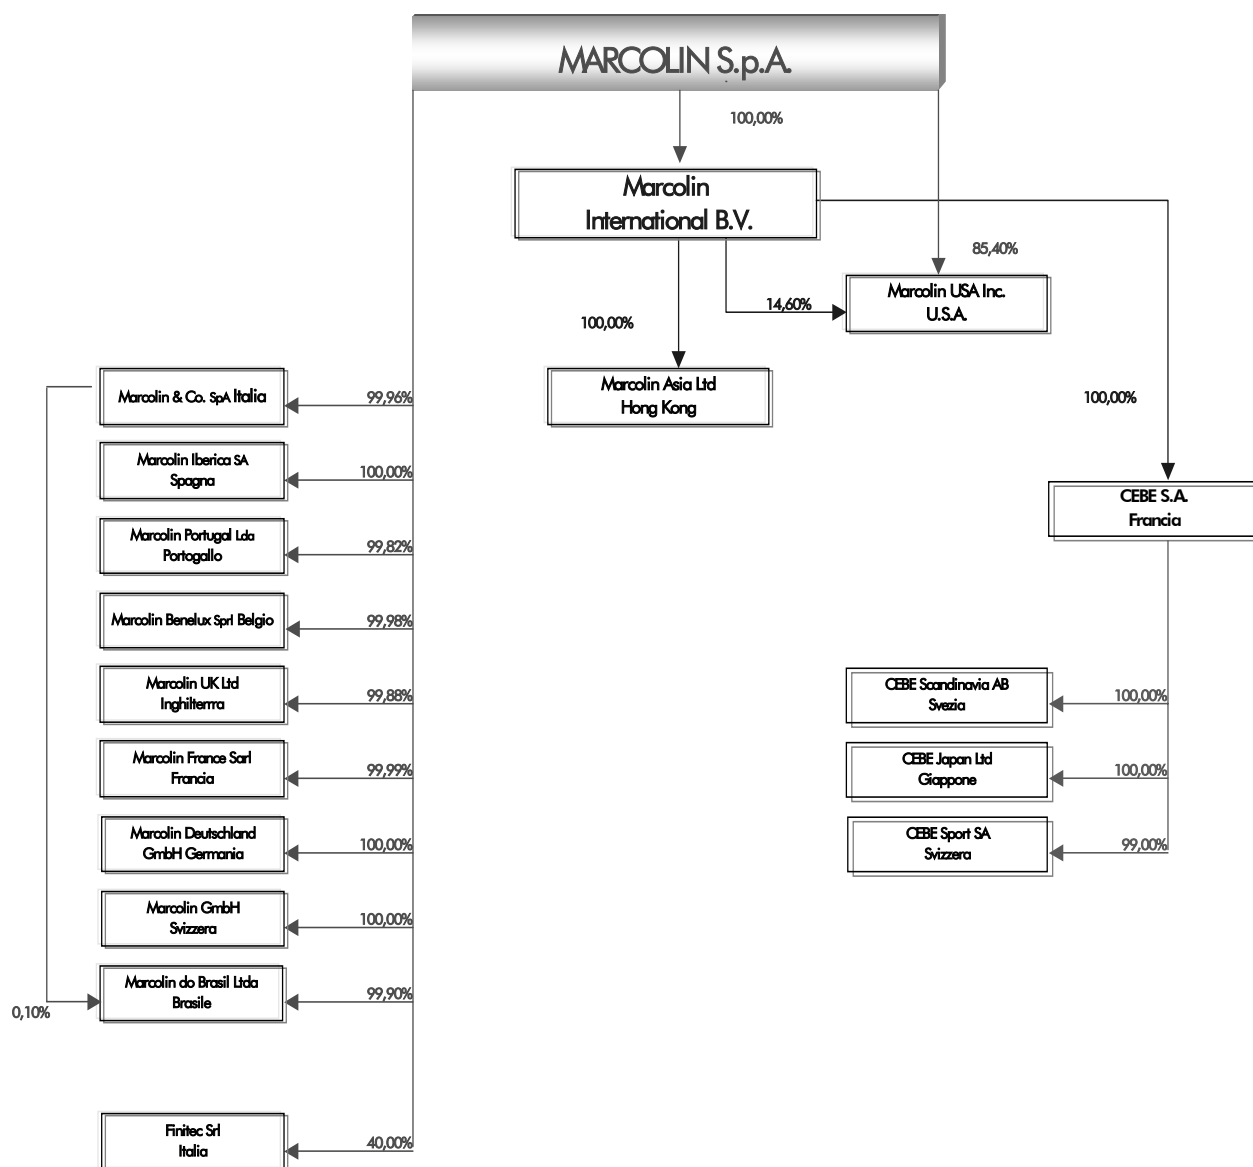 MARCOLIN S.p.A.
100,00%
Marcolin
International B.V.
85,40%
Marcolin USA Inc.
U.S.A.
14,60%
100,00%
Marcolin Asia Ltd
Hong Kong
100,00%
Marcolin & Co. SpA Italia
99,96%
Marcolin Iberica SA
Spagna
100,00%
CEBE S.A.
Francia
Marcolin Portugal Lda
Portogallo
99,82%
Marcolin Benelux Sprl Belgio
99,98%
Marcolin UK Ltd
Inghilterrra
99,88%
CEBE Scandinavia AB
Svezia
100,00%
Marcolin France Sarl
Francia
99,99%
CEBE Japan Ltd
Giappone
100,00%
Marcolin Deutschland
GmbH Germania
100,00%
CEBE Sport SA
Svizzera
99,00%
Marcolin GmbH
Svizzera
100,00%
Marcolin do Brasil Ltda
Brasile
99,90%
0,10%
Finitec Srl
Italia
40,00%